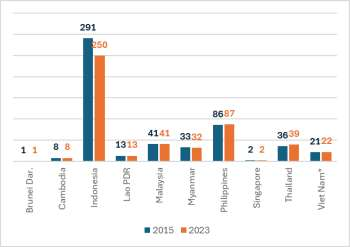 291
250
86 87
41 41
33 32
36 39
21 22
13 13
8 8
2 2
1 1
Brunei Dar.
Cambodia
Indonesia
Lao PDR
Malaysia
Myanmar
Philippines
Singapore
Thailand
Viet Nam*
2015 2023